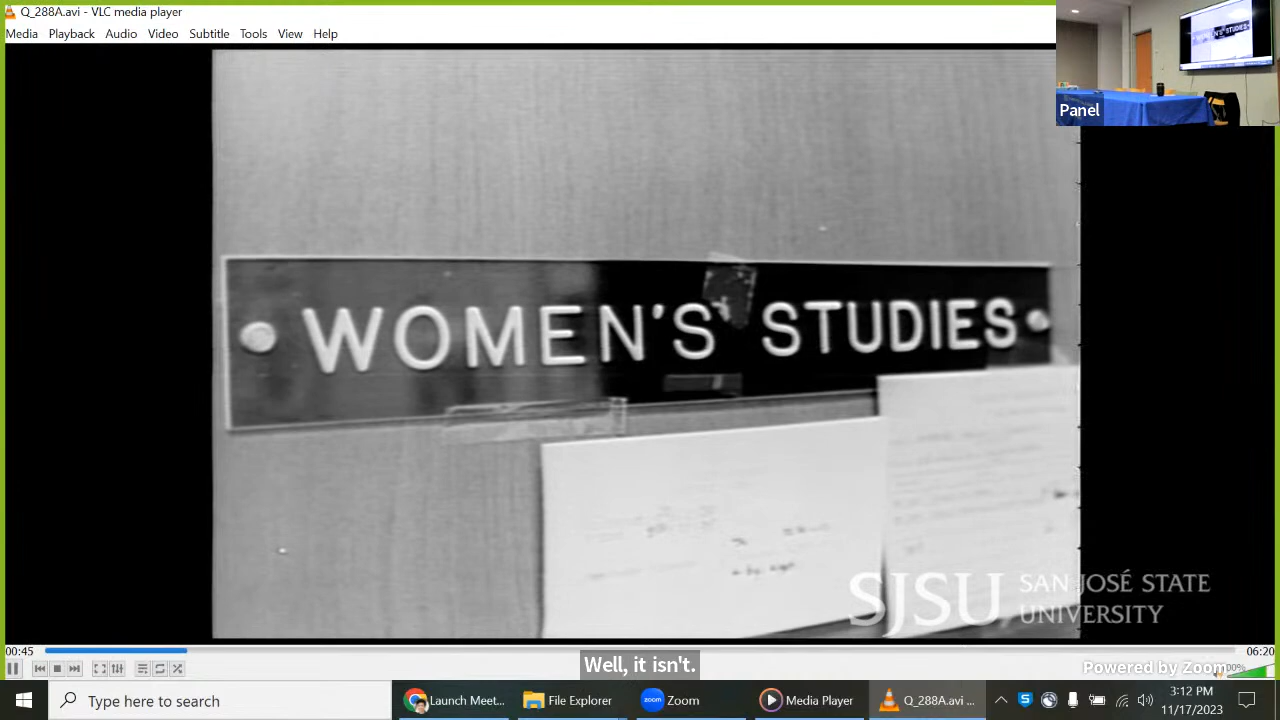 Q_288A.avi - VLC media player
Media Playback Audio Video Subtitle Tools View Help
Panel
WOMEN'S STUDIES
SJSU SAN JOSÉ STATE
UNIVERSITY
00:45
06:20
Well, it isn't.
Powered by Zoom
Type here to search
Launch Meet...
File Explorer
Zoom
Media Player
Q_288A.avi ...
3:12 PM
11/17/2023